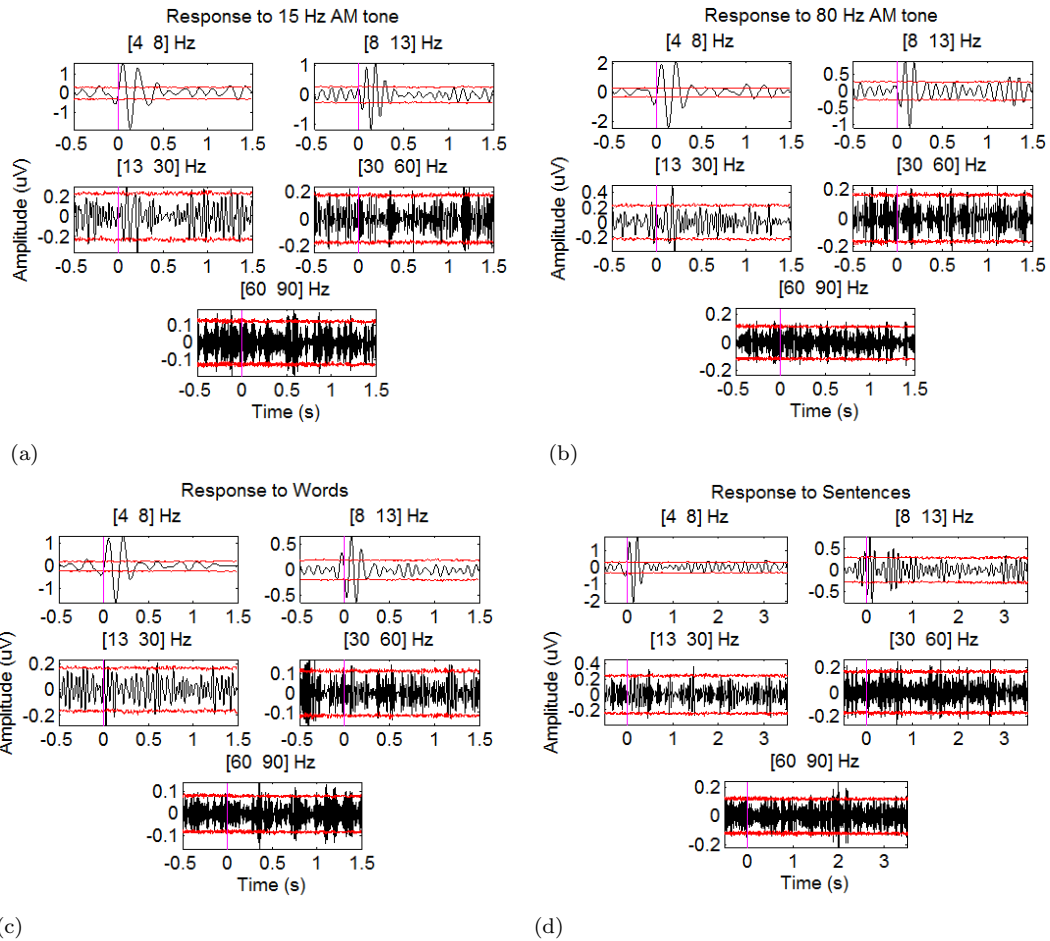 Response to 15 Hz AM tone
[4 8] Hz
[8 13] Hz
1
0
-1
-0.5 0 0.5 1 1.5
1
0
-1
-0.5 0 0.5 1 1.5
[13 30] Hz
[30 60] Hz
Amplitude (uV)
0.2
0
-0.2
-0.5 0 0.5 1 1.5
0.2
0
-0.2
-0.5 0 0.5 1 1.5
[60 90] Hz
0.1
0
-0.1
-0.5 0 0.5 1 1.5
Time (s)
(a)
Response to 80 Hz AM tone
[4 8] Hz
[8 13] Hz
2
0
-2
-0.5 0 0.5 1 1.5
0.5
0
-0.5
-1
-0.5 0 0.5 1 1.5
[13 30] Hz
[30 60] Hz
Amplitude (uV)
0.4
0.2
0
-0.2
-0.5 0 0.5 1 1.5
0.2
0
-0.2
-0.5 0 0.5 1 1.5
[60 90] Hz
0.2
0
-0.2
-0.5 0 0.5 1 1.5
Time (s)
(b)
Response to Words
[4 8] Hz
[8 13] Hz
1
0
-1
-0.5 0 0.5 1 1.5
0.5
0
-0.5
-0.5 0 0.5 1 1.5
[13 30] Hz
[30 60] Hz
Amplitude (uV)
0.2
0
-0.2
-0.5 0 0.5 1 1.5
0.1
0
-0.1
-0.5 0 0.5 1 1.5
[60 90] Hz
0.1
0
-0.1
-0.5 0 0.5 1 1.5
Time (s)
(c)
Response to Sentences
[4 8] Hz
[8 13] Hz
1
0
-1
-2
0 1 2 3
0.5
0
-0.5
0 1 2 3
[13 30] Hz
[30 60] Hz
Amplitude (uV)
0.4
0.2
0
-0.2
0 1 2 3
0.2
0
-0.2
0 1 2 3
[60 90] Hz
0.2
0
-0.2
0 1 2 3
Time (s)
(d)